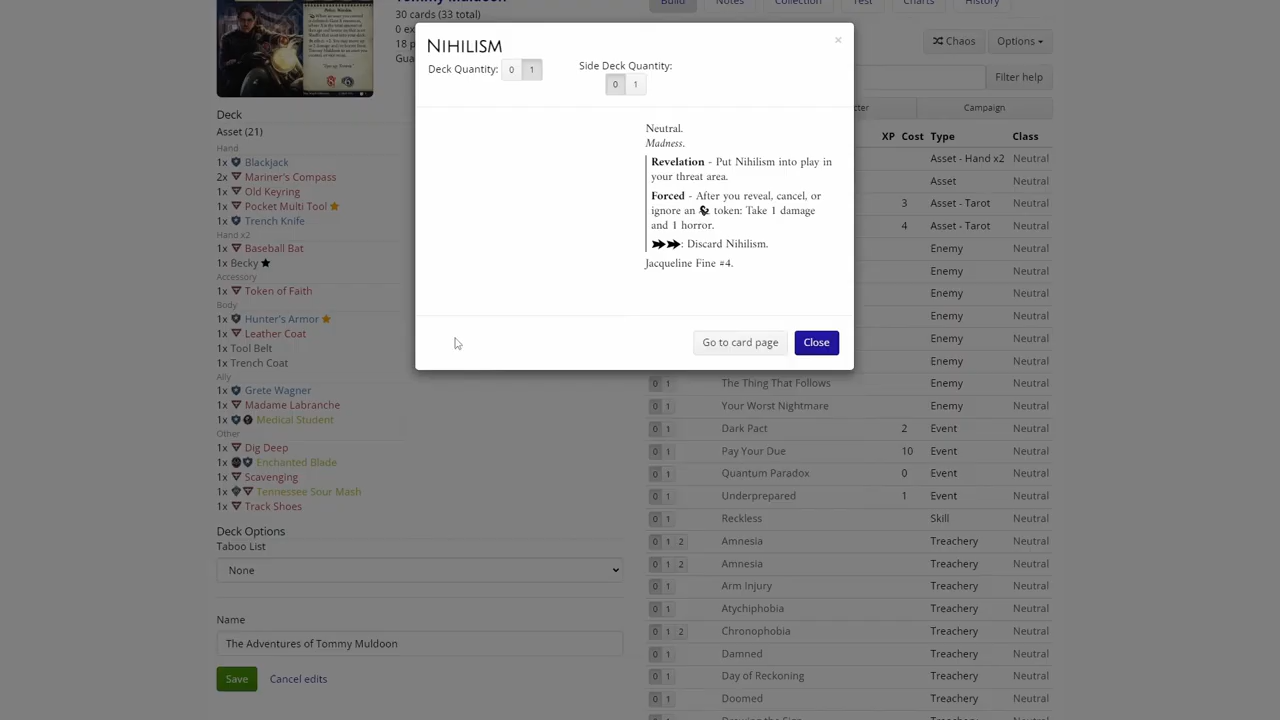 Tommy Muldoon
30 cards (33 total)
Build
Notes
Collection
Test
Charts
History
Chaos
Options
Filter help
Campaign
NIHILISM
×
Deck Quantity: 0 1
Side Deck Quantity:
0 1
Neutral.
Madness.
Revelation - Put Nihilism into play in
your threat area.
Forced - After you reveal, cancel, or
ignore an token: Take 1 damage
and 1 horror.
: Discard Nihilism.
Jacqueline Fine #4.
Go to card page
Close
Deck
Asset (21)
Hand
1x Blackjack
2x Mariner's Compass
1x Old Keyring
1x Pocket Multi Tool
1x Trench Knife
Hand x2
1x Baseball Bat
1x Becky
Accessory
1x Token of Faith
Body
1x Hunter's Armor
1x Leather Coat
1x Tool Belt
1x Trench Coat
Ally
1x Grete Wagner
1x Madame Labranche
1x Medical Student
Other
1x Dig Deep
1x Enchanted Blade
1x Scavenging
1x Tennessee Sour Mash
1x Track Shoes
Deck Options
Taboo List
None
Name
The Adventures of Tommy Muldoon
Save
Cancel edits
XP Cost Type Class
Asset - Hand x2 Neutral
Asset Neutral
3 Asset - Tarot Neutral
4 Asset - Tarot Neutral
Enemy Neutral
Enemy Neutral
Enemy Neutral
Enemy Neutral
Enemy Neutral
Enemy Neutral
0 1 The Thing That Follows Enemy Neutral
0 1 Your Worst Nightmare Enemy Neutral
0 1 Dark Pact 2 Event Neutral
0 1 Pay Your Due 10 Event Neutral
0 1 Quantum Paradox 0 Event Neutral
0 1 Underprepared 1 Event Neutral
0 1 Reckless Skill Neutral
0 1 2 Amnesia Treachery Neutral
0 1 2 Amnesia Treachery Neutral
0 1 Arm Injury Treachery Neutral
0 1 Atychiphobia Treachery Neutral
0 1 2 Chronophobia Treachery Neutral
0 1 Damned Treachery Neutral
0 1 Day of Reckoning Treachery Neutral
0 1 Doomed Treachery Neutral